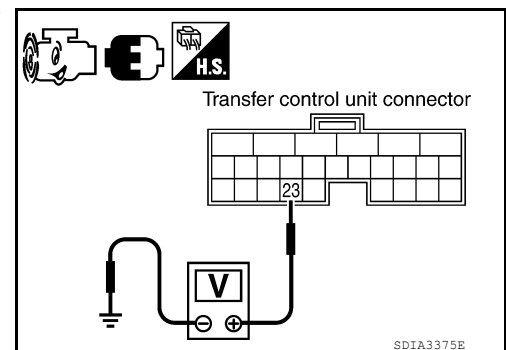 H.S.
Transfer control unit connector
23
V
− +
SDIA3375E